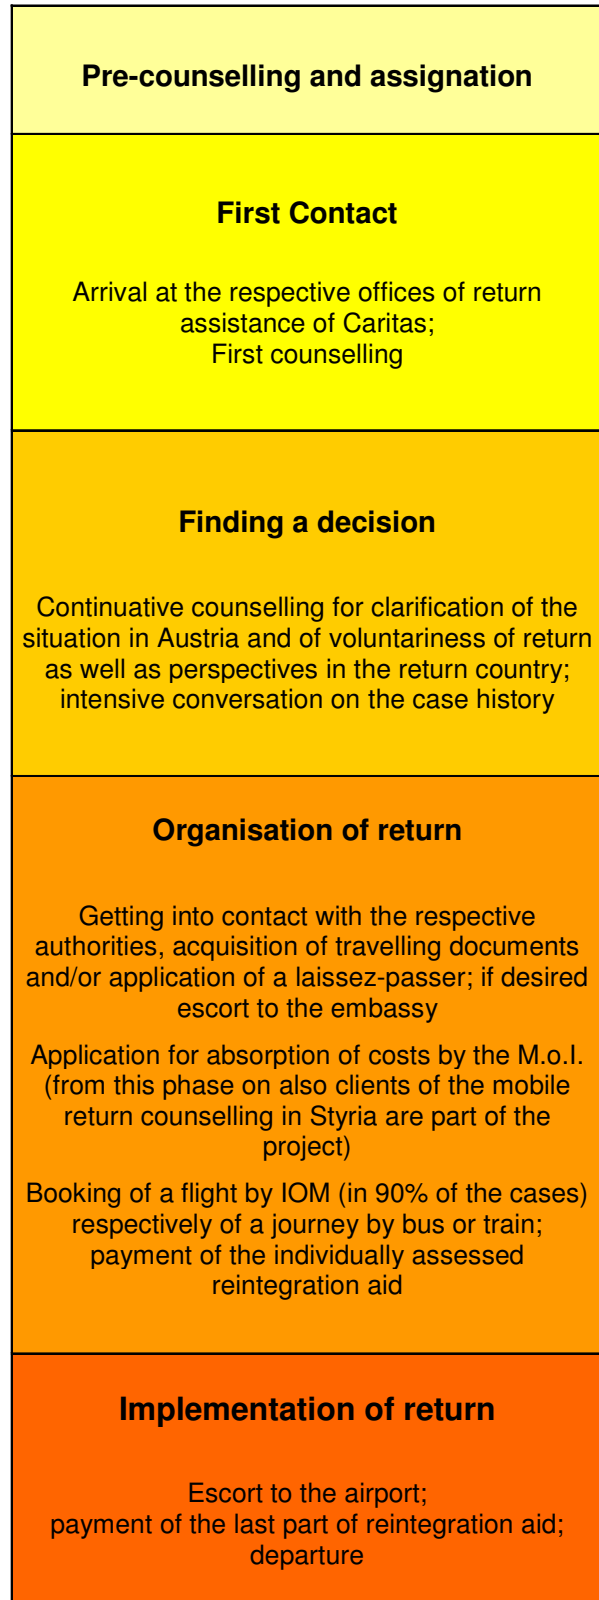 Pre-counselling and assignation
First Contact
Arrival at the respective offices of return
assistance of Caritas;
First counselling
Finding a decision
Continuative counselling for clarification of the
situation in Austria and of voluntariness of return
as well as perspectives in the return country;
intensive conversation on the case history
Organisation of return
Getting into contact with the respective
authorities, acquisition of travelling documents
and/or application of a laissez-passer; if desired
escort to the embassy
Application for absorption of costs by the M.o.I.
(from this phase on also clients of the mobile
return counselling in Styria are part of the
project)
Booking of a flight by IOM (in 90% of the cases)
respectively of a journey by bus or train;
payment of the individually assessed
reintegration aid
Implementation of return
Escort to the airport;
payment of the last part of reintegration aid;
departure